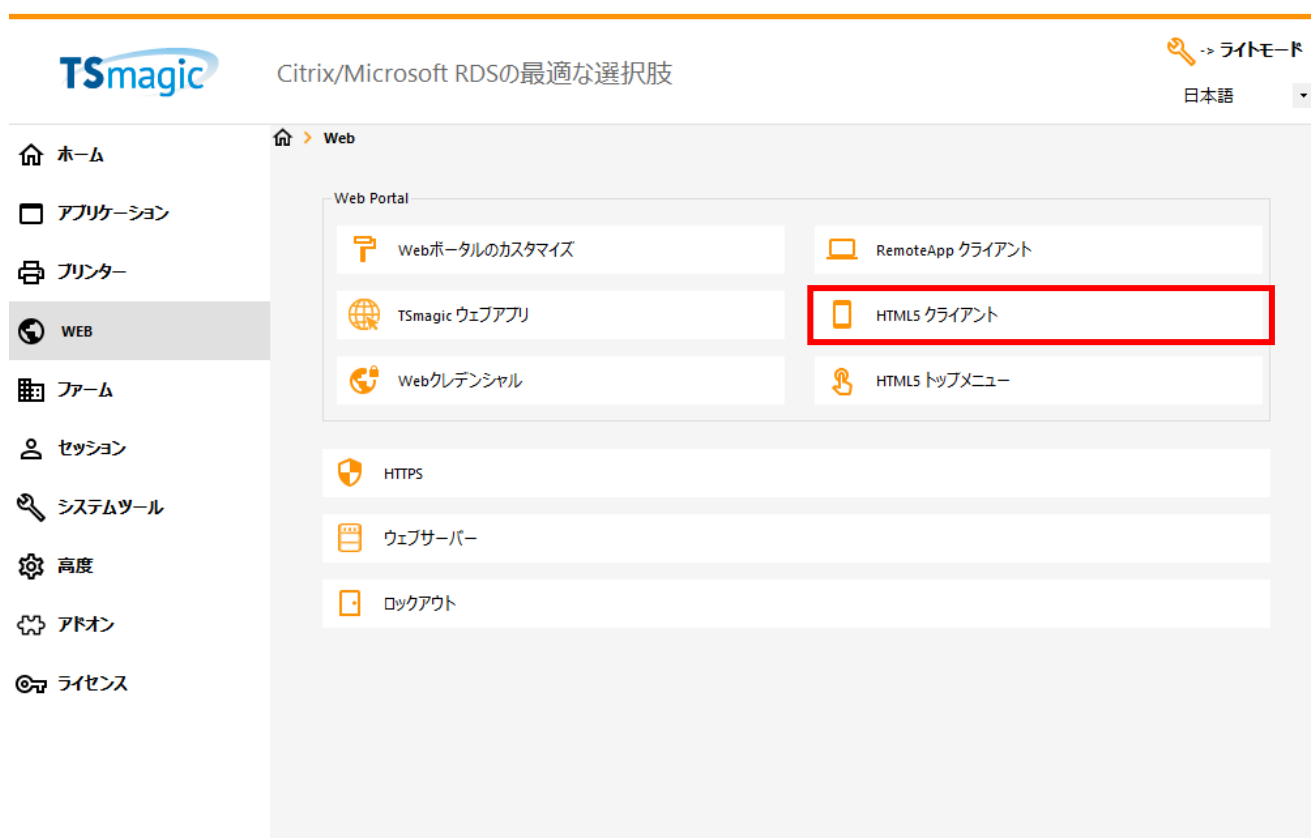 TSmagic
Citrix/Microsoft RDSの最適な選択肢
-> ライトモード
日本語
ホーム
アプリケーション
プリンター
WEB
ファーム
セッション
システムツール
高度
アドオン
ライセンス
Web
Web Portal
Webポータルのカスタマイズ
RemoteApp クライアント
TSmagic ウェブアプリ
HTML5 クライアント
Webクレデンシャル
HTML5 トップメニュー
HTTPS
ウェブサーバー
ロックアウト